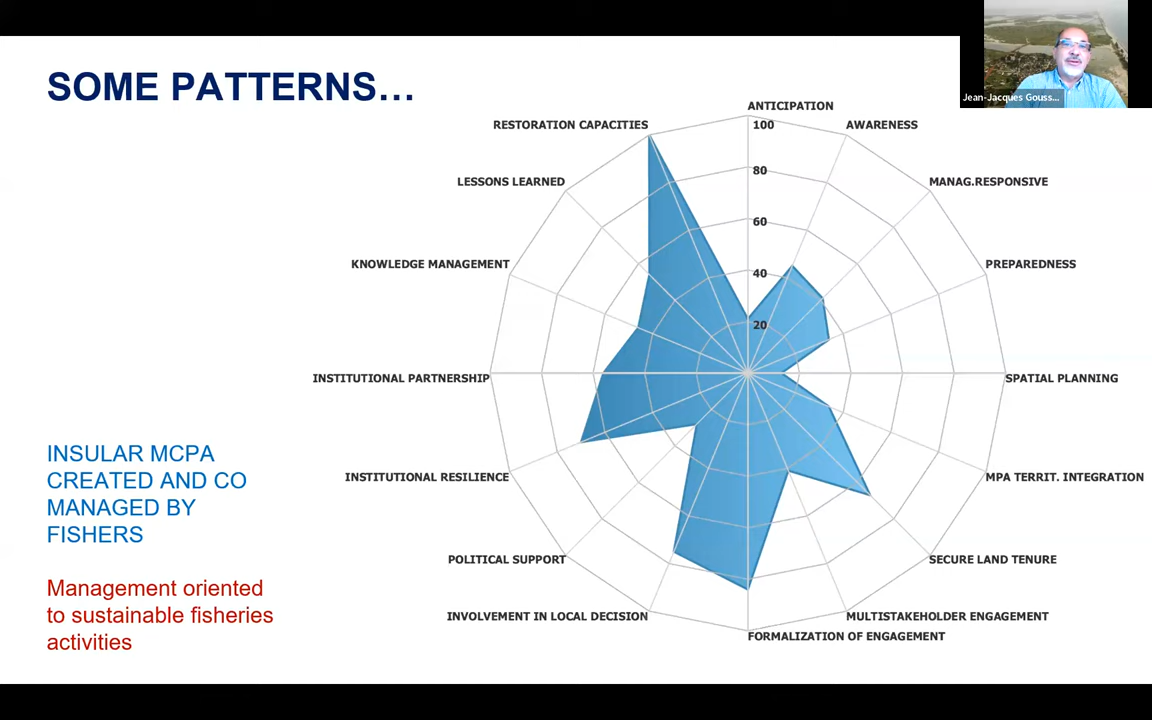 SOME PATTERNS…
Jean-Jacques Gouss...
ANTICIPATION
RESTORATION CAPACITIES
100
AWARENESS
LESSONS LEARNED
80
MANAG.RESPONSIVE
60
KNOWLEDGE MANAGEMENT
40
PREPAREDNESS
20
INSTITUTIONAL PARTNERSHIP
SPATIAL PLANNING
INSULAR MCPA
CREATED AND CO
MANAGED BY
FISHERS
INSTITUTIONAL RESILIENCE
MPA TERRIT. INTEGRATION
POLITICAL SUPPORT
SECURE LAND TENURE
Management oriented
to sustainable fisheries
activities
INVOLVEMENT IN LOCAL DECISION
MULTISTAKEHOLDER ENGAGEMENT
FORMALIZATION OF ENGAGEMENT